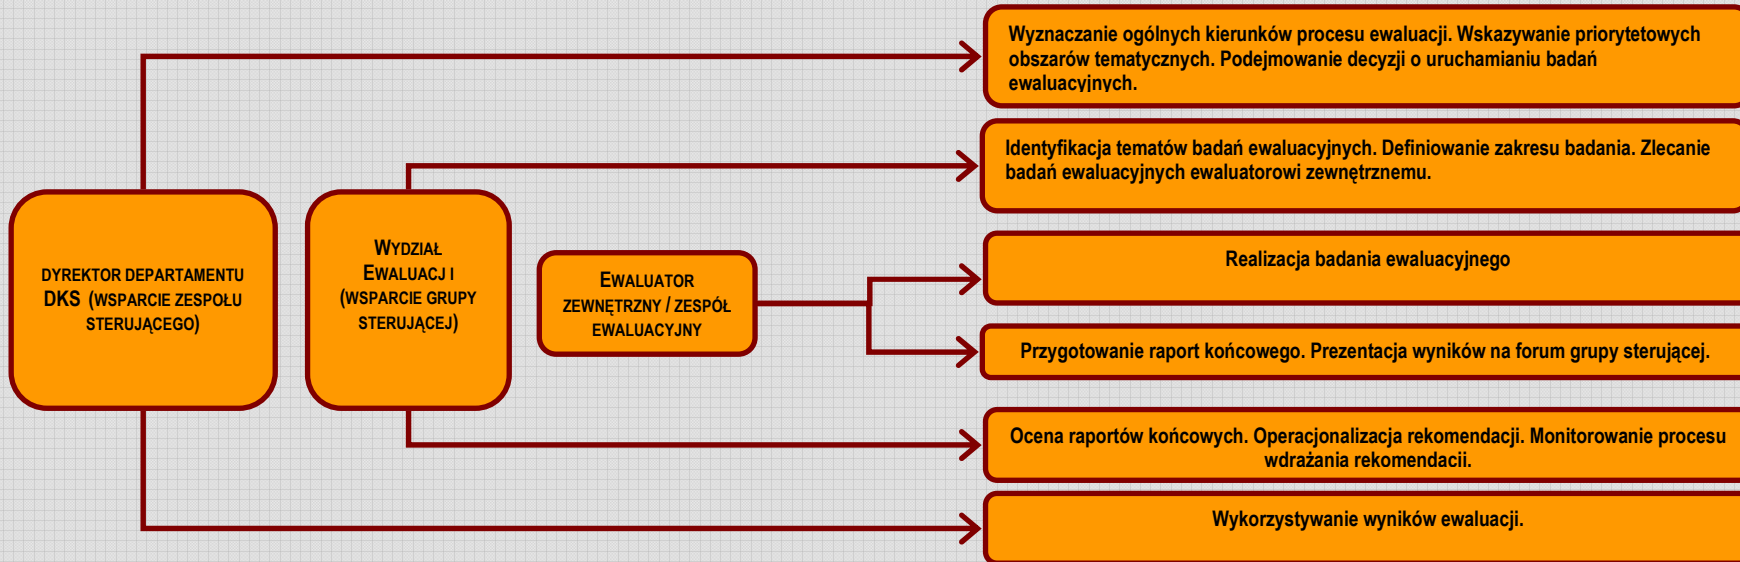 Wyznaczanie ogólnych kierunków procesu ewaluacji. Wskazywanie priorytetowych
obszarów tematycznych. Podejmowanie decyzji o uruchamianiu badań
ewaluacyjnych.
Identyfikacja tematów badań ewaluacyjnych. Definiowanie zakresu badania. Zlecanie
badań ewaluacyjnych ewaluatorowi zewnętrznemu.
DYREKTOR DEPARTAMENTU
DKS (WSPARCIE ZESPOŁU
STERUJĄCEGO)
WYDZIAŁ
EWALUACJ I
(WSPARCIE GRUPY
STERUJĄCEJ)
EWALUATOR
ZEWNĘTRZNY / ZESPÓŁ
EWALUACYJNY
Realizacja badania ewaluacyjnego
Przygotowanie raport końcowego. Prezentacja wyników na forum grupy sterującej.
Ocena raportów końcowych. Operacjonalizacja rekomendacji. Monitorowanie procesu
wdrażania rekomendacji.
Wykorzystywanie wyników ewaluacji.